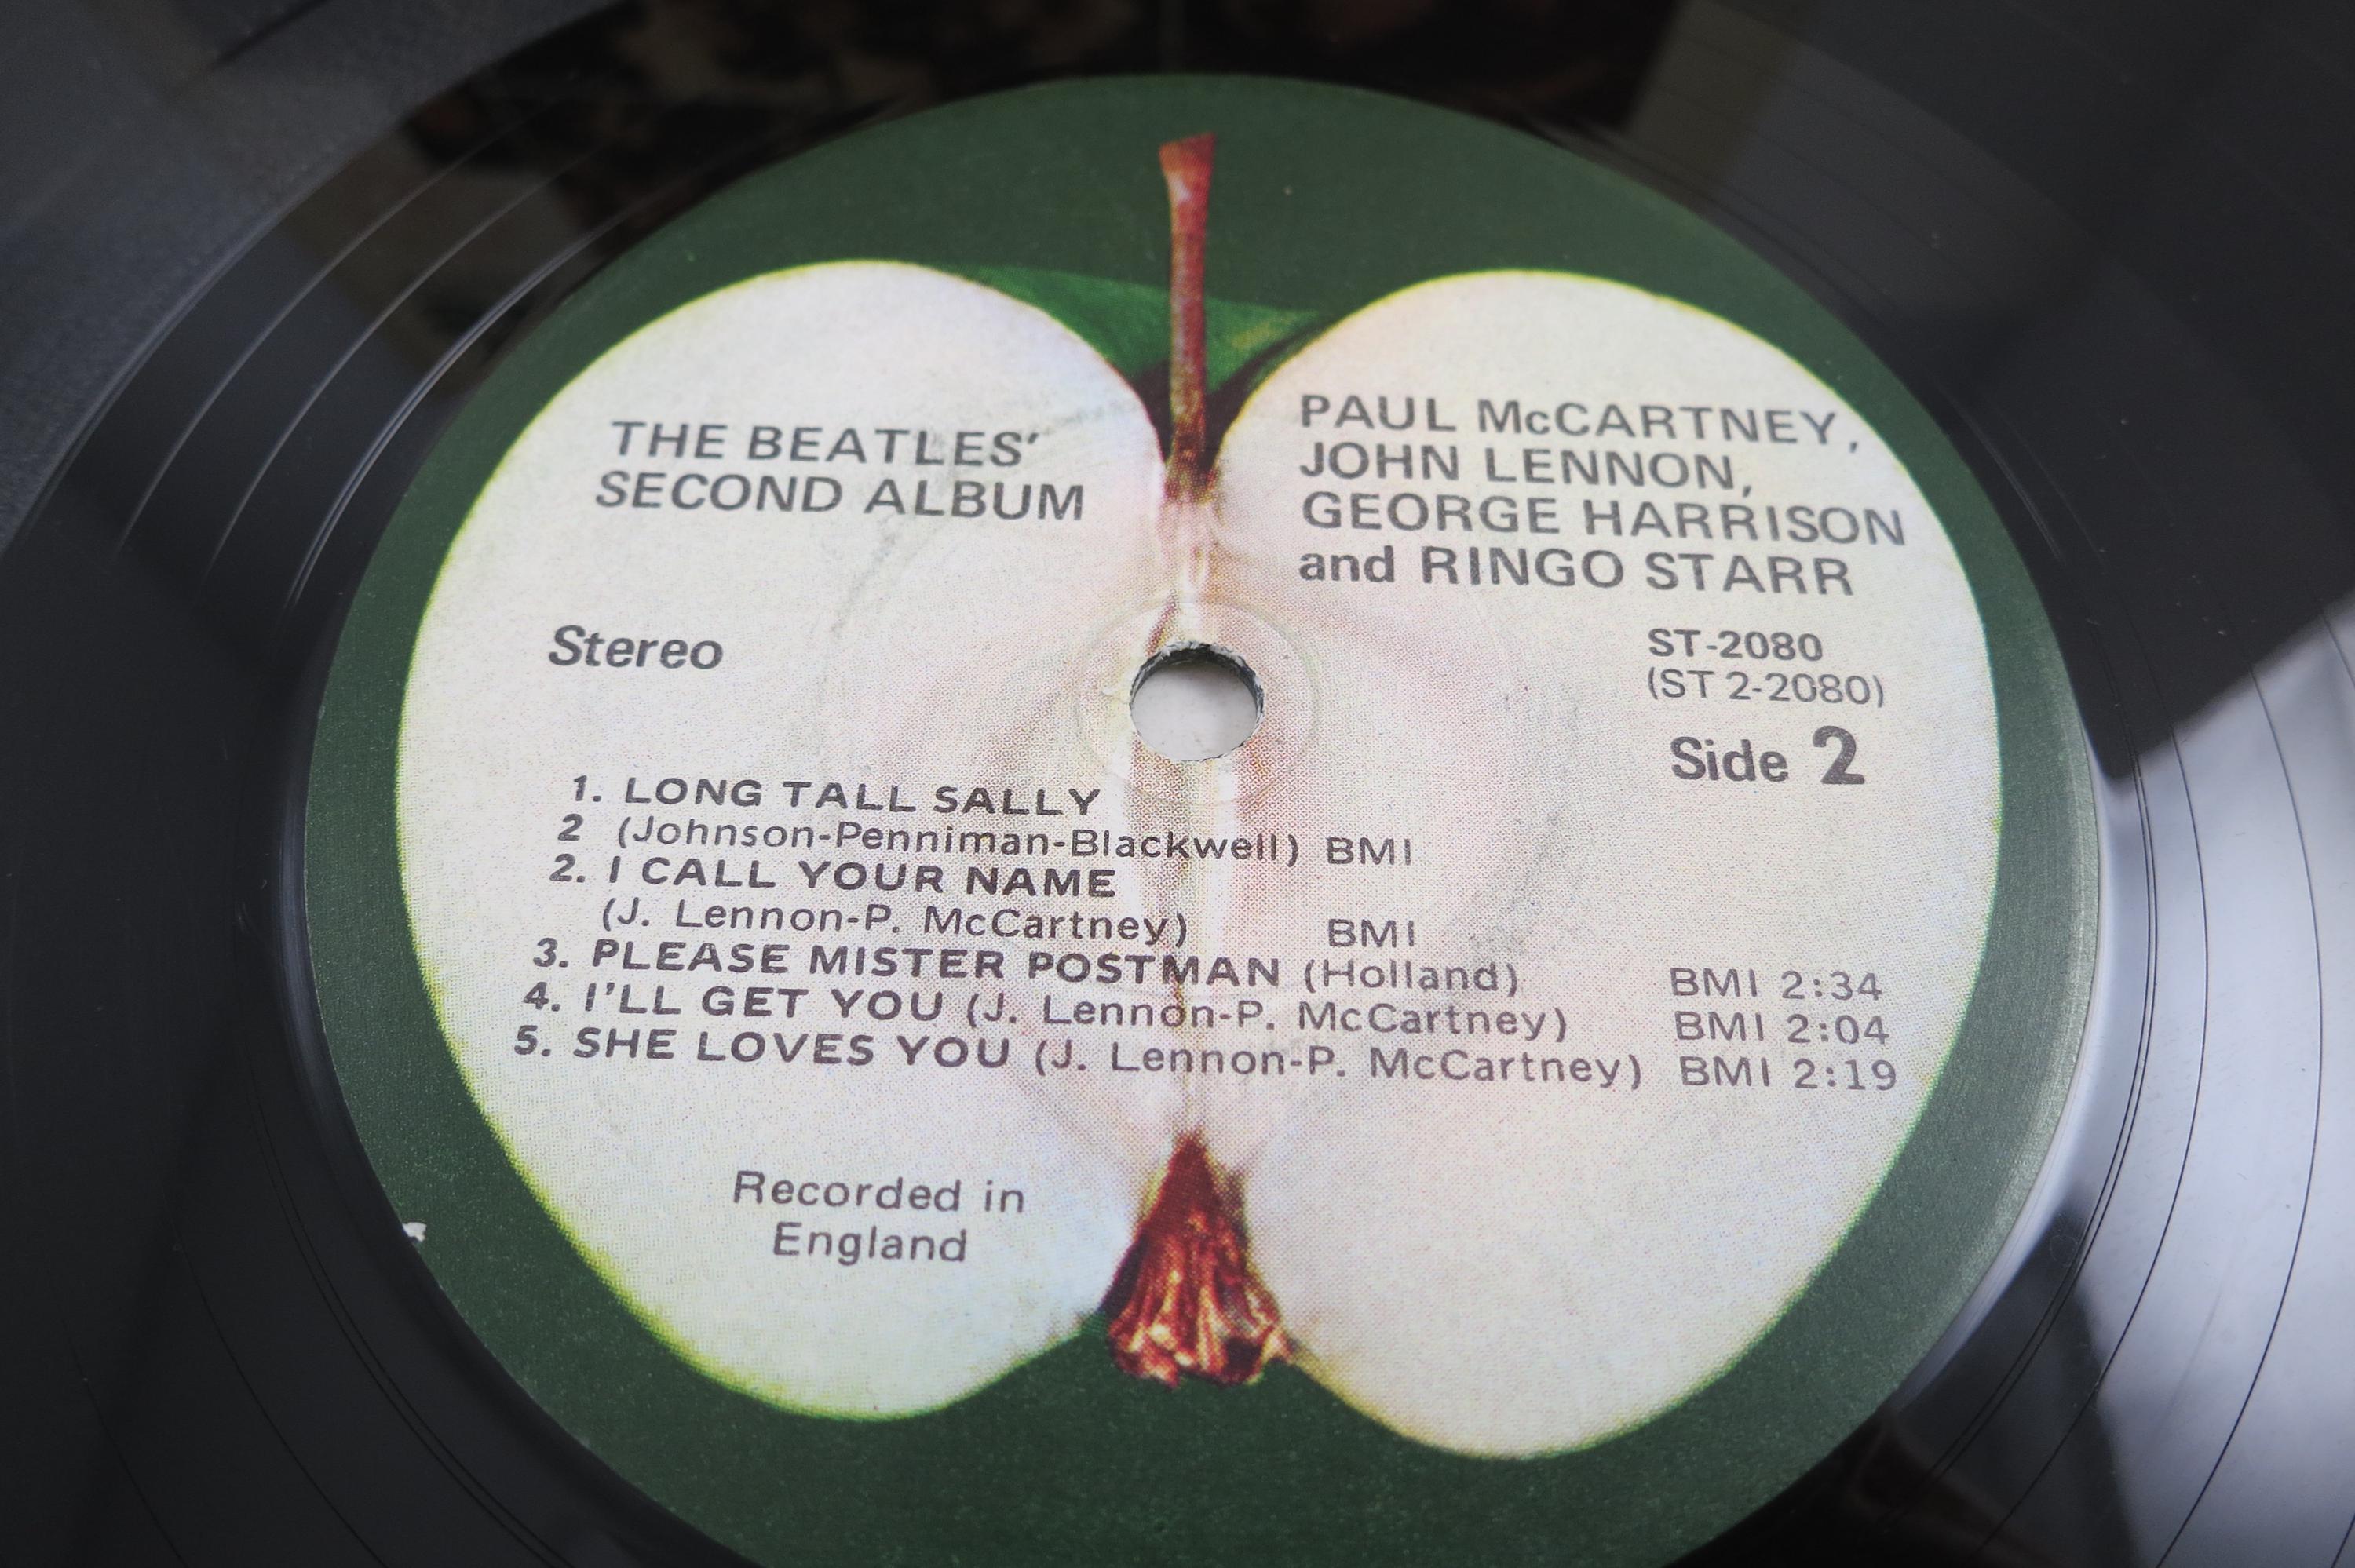 THE BEATLES'
SECOND ALBUM
PAUL McCARTNEY,
JOHN LENNON,
GEORGE HARRISON
and RINGO STARR
Stereo
ST-2080
(ST 2-2080)
Side 2
1. LONG TALL SALLY
2 (Johnson-Penniman-Blackwell) BMI
2. I CALL YOUR NAME
(J. Lennon-P. McCartney) BMI
3. PLEASE MISTER POSTMAN (Holland) BMI 2:34
4. I'LL GET YOU (J. Lennon-P. McCartney) BMI 2:04
5. SHE LOVES YOU (J. Lennon-P. McCartney) BMI 2:19
Recorded in
England